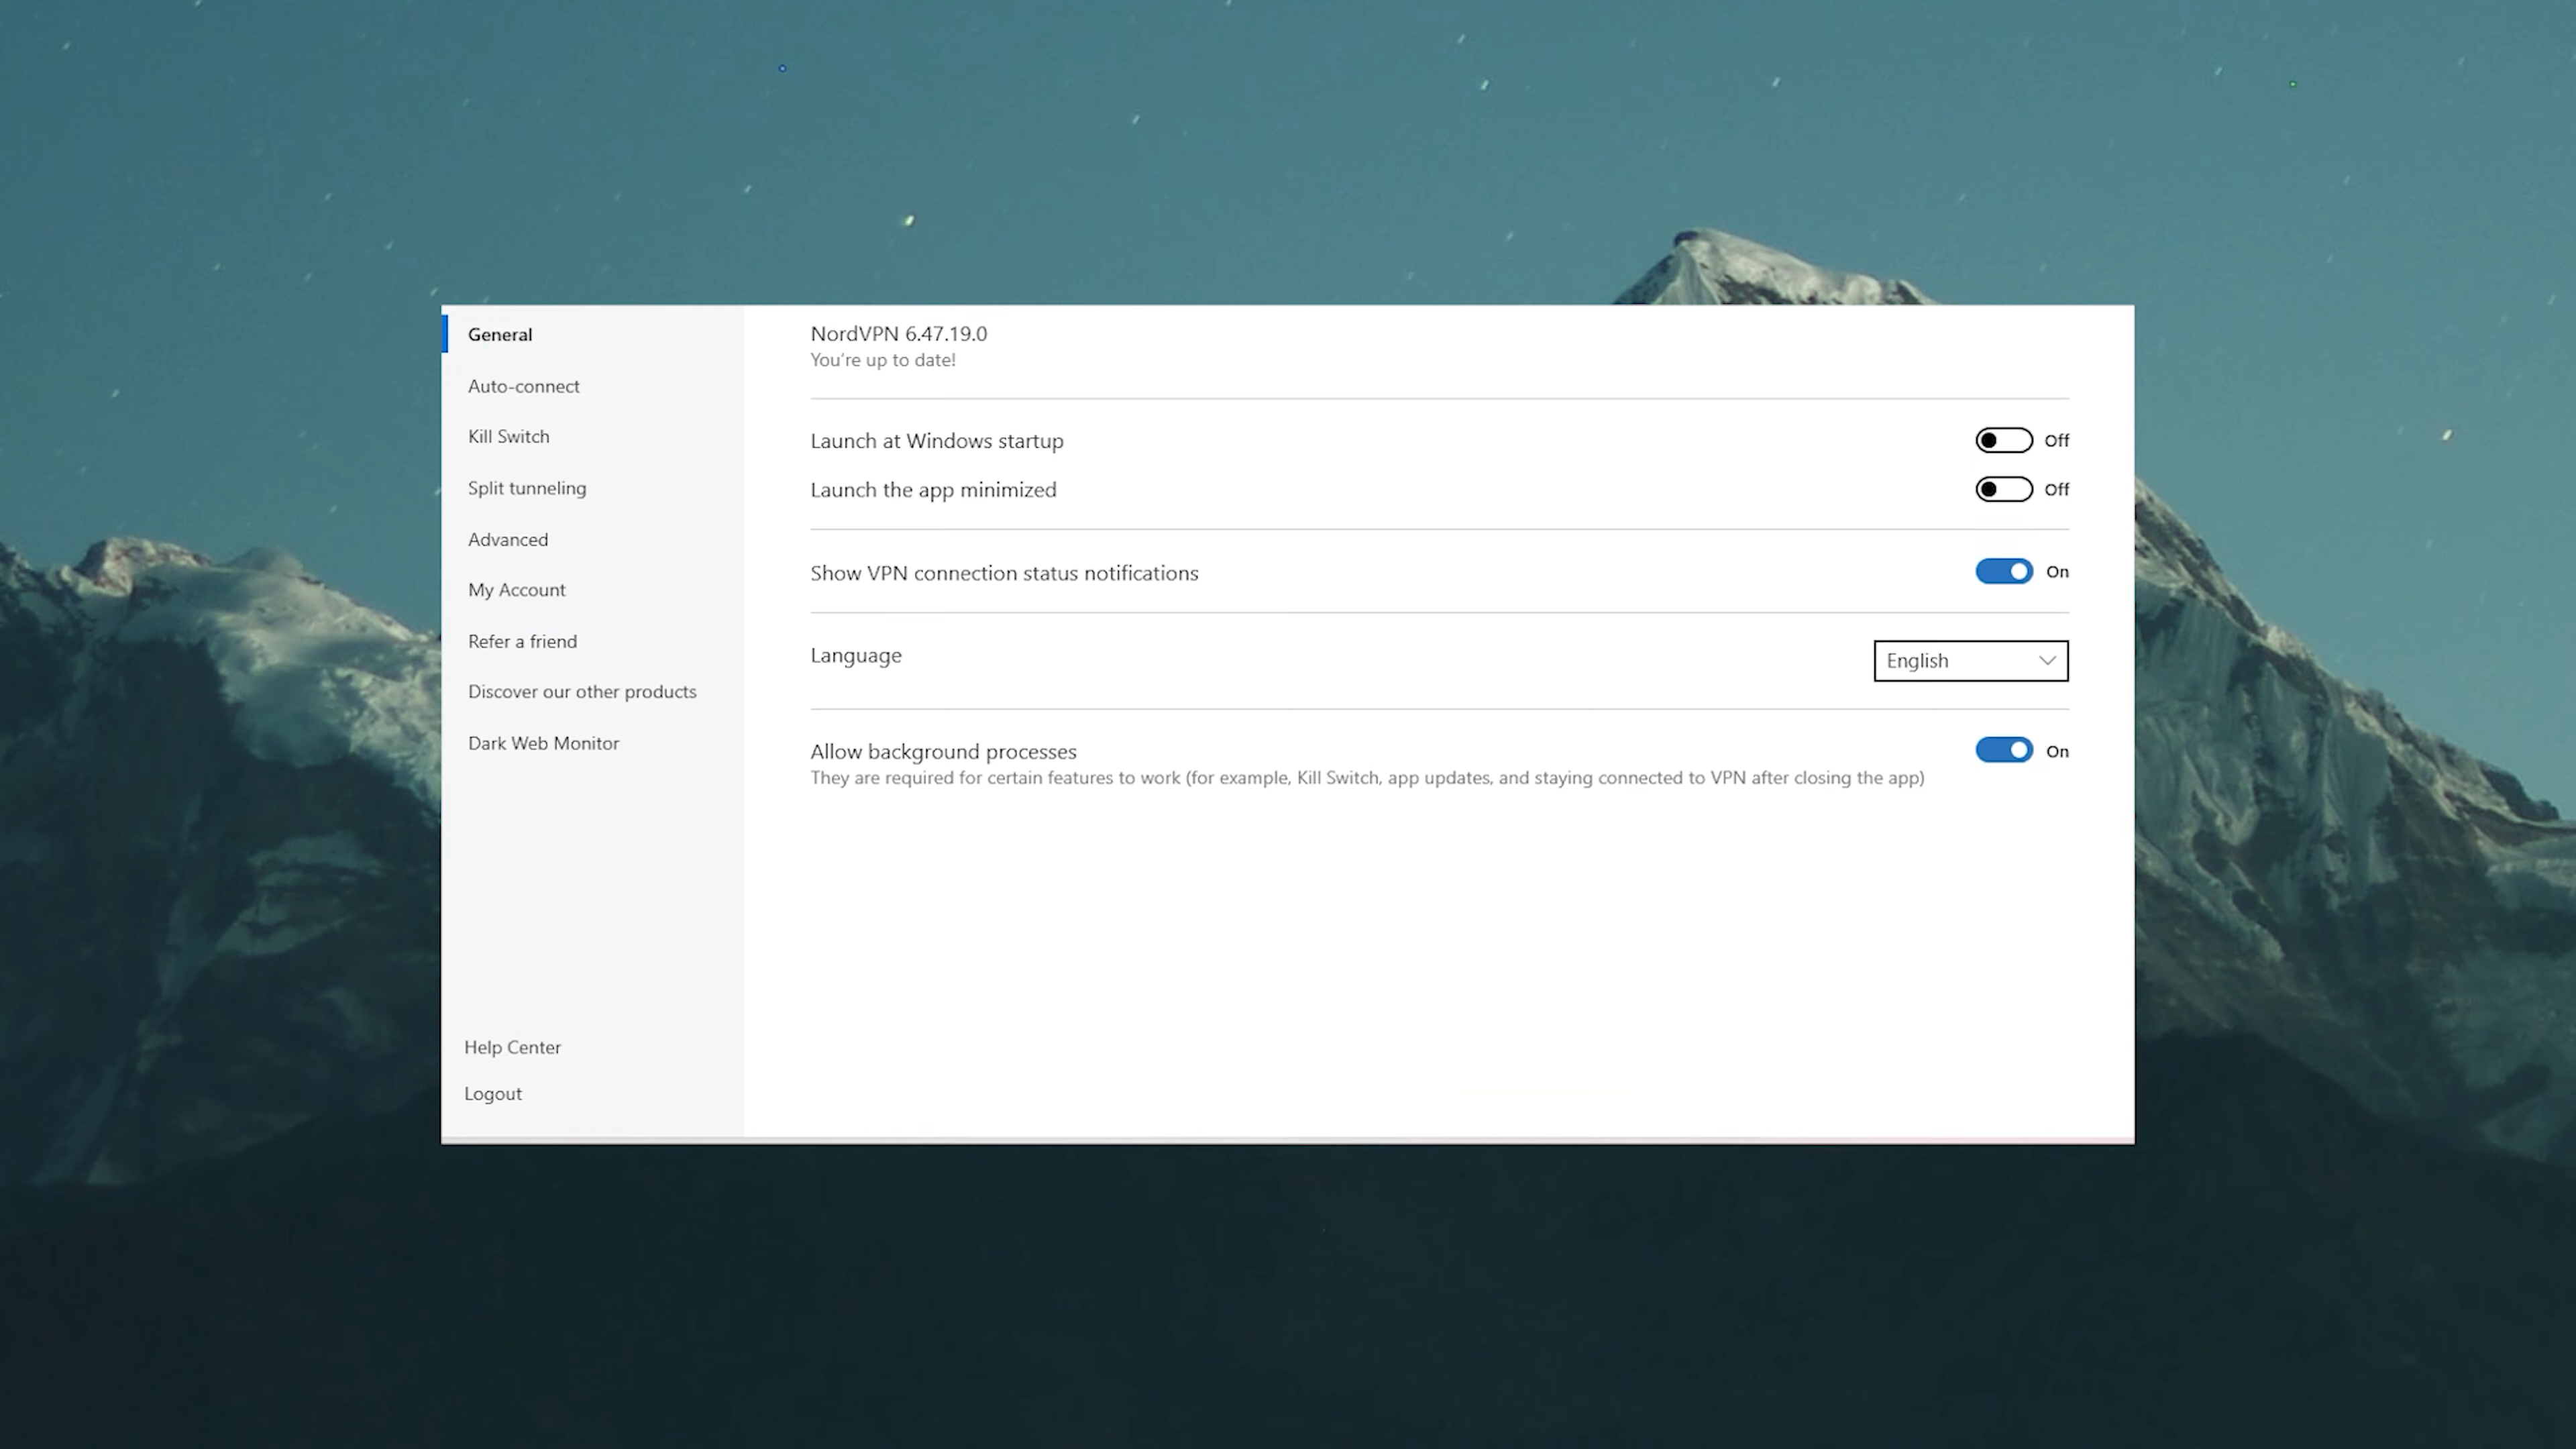 General
Auto-connect
Kill Switch
Split tunneling
Advanced
My Account
Refer a friend
Discover our other products
Dark Web Monitor
Help Center
Logout
NordVPN 6.47.19.0
You're up to date!
Launch at Windows startup Off
Launch the app minimized Off
Show VPN connection status notifications On
Language English
Allow background processes On
They are required for certain features to work (for example, Kill Switch, app updates, and staying connected to VPN after closing the app)